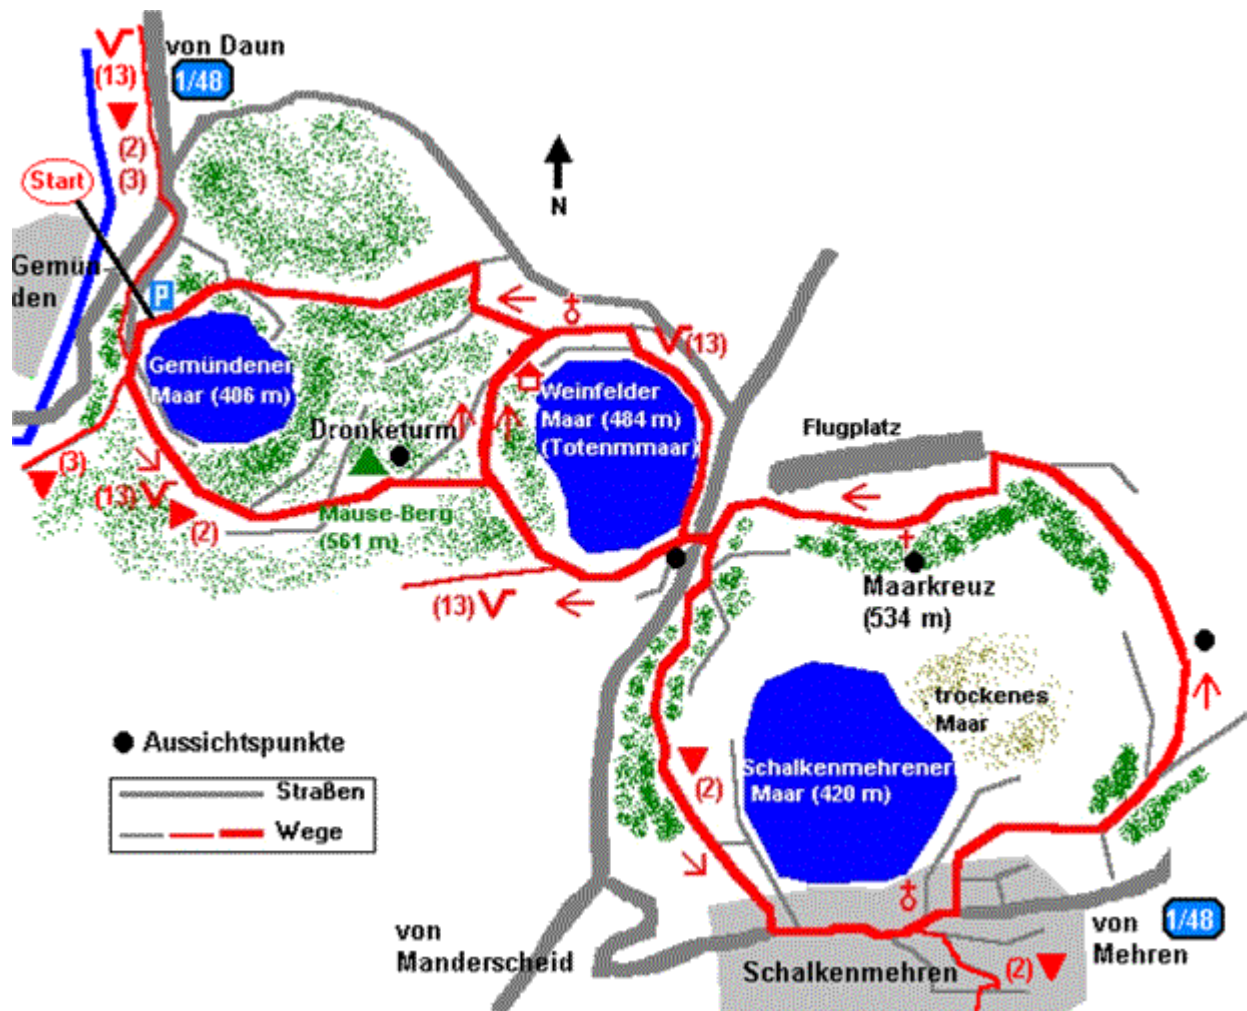 von Daun
1/48
(13)
(2)
(3)
Start
N
Gemün
den
P
Gemündener
Maar (406 m)
(13)
Weinfelder
Maar (484 m)
(Totenmmaar)
Dronketurm
Flugplatz
(3)
(13)
(2)
Mause-Berg
(561 m)
(13)
Maarkreuz
(534 m)
trockenes
Maar
Aussichtspunkte
Schalkenmehrener
Maar (420 m)
(2)
Straßen
Wege
von
Manderscheid
Schalkenmehren
(2)
von
Mehren
1/48